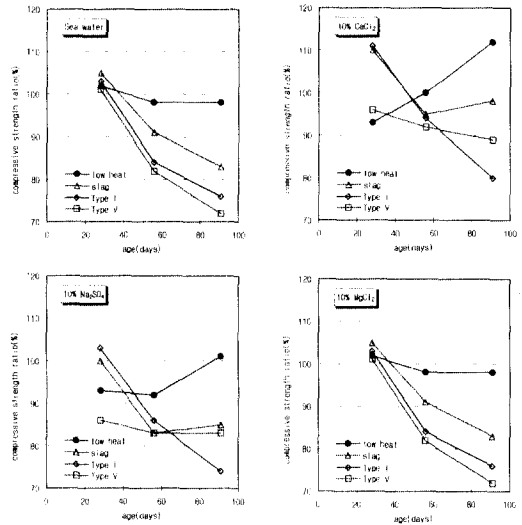 Sea water
compressive strength ratio(%)
120
110
100
90
80
70
low heat
slag
Type I
Type V
0 20 40 60 80 100
age(days)
10% CaCl₂
compressive strength ratio(%)
120
110
100
90
80
70
low heat
slag
Type I
Type V
0 20 40 60 80 100
age(days)
10% Na₂SO₄
compressive strength ratio(%)
120
110
100
90
80
70
low heat
slag
Type I
Type V
0 20 40 60 80 100
age(days)
10% MgCl₂
compressive strength ratio(%)
120
110
100
90
80
70
low heat
slag
Type I
Type V
0 20 40 60 80 100
age(days)